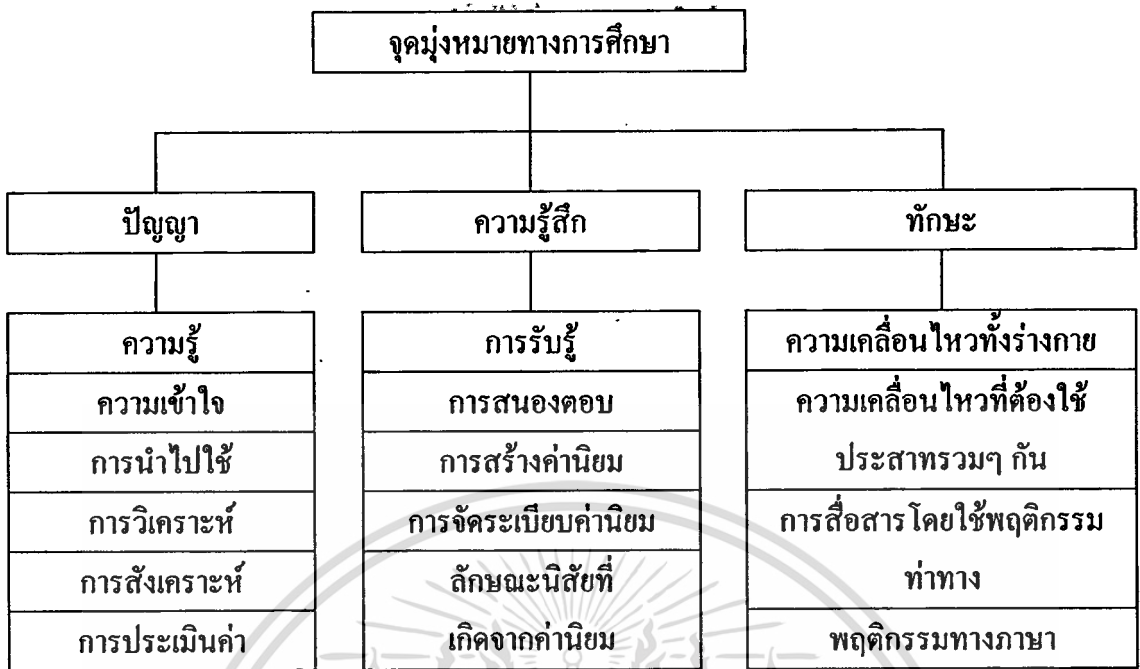 จุดมุ่งหมายทางการศึกษา
ปัญญา
ความรู้
ความเข้าใจ
การนำไปใช้
การวิเคราะห์
การสังเคราะห์
การประเมินค่า
ความรู้สึก
การรับรู้
การสนองตอบ
การสร้างค่านิยม
การจัดระเบียบค่านิยม
ลักษณะนิสัยที่
เกิดจากค่านิยม
ทักษะ
ความเคลื่อนไหวทั้งร่างกาย
ความเคลื่อนไหวที่ต้องใช้
ประสาทรวมๆ กัน
การสื่อสารโดยใช้พฤติกรรม
ท่าทาง
พฤติกรรมทางภาษา